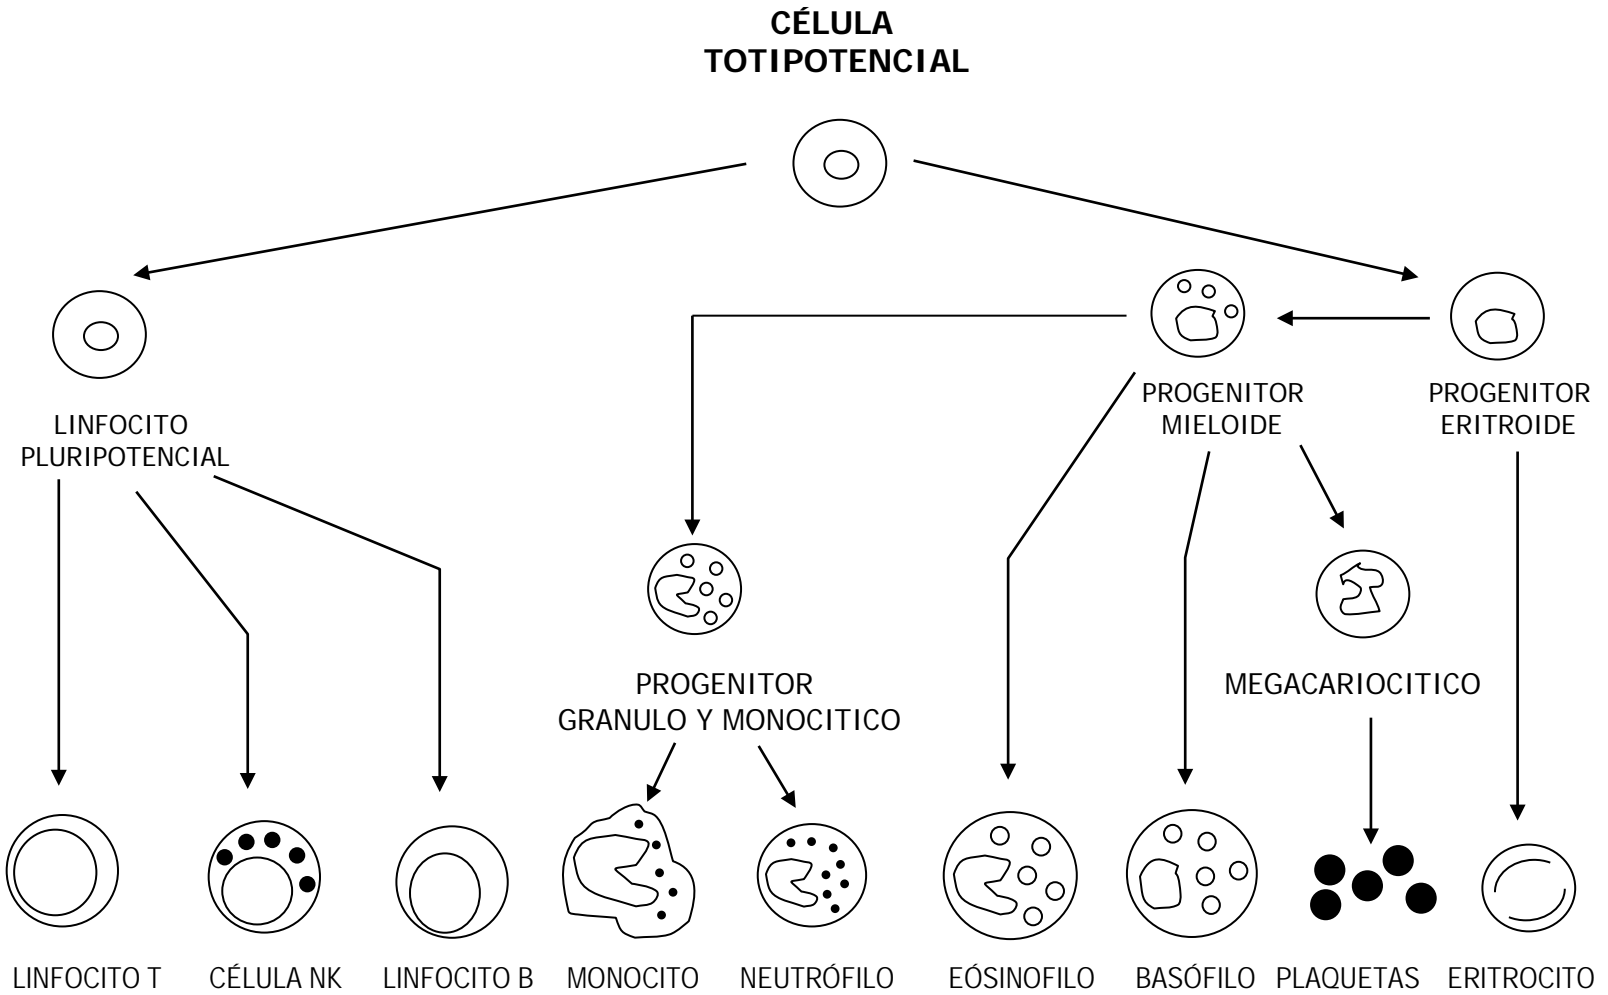 CÉLULA
TOTIPOTENCIAL
PROGENITOR
MIELOIDE
PROGENITOR
ERITROIDE
LINFOCITO
PLURIPOTENCIAL
PROGENITOR
GRANULO Y MONOCITICO
MEGACARIOCITICO
LINFOCITO T
CÉLULA NK
LINFOCITO B
MONOCITO
NEUTRÓFILO
EÓSINOFILO
BASÓFILO
PLAQUETAS
ERITROCITO